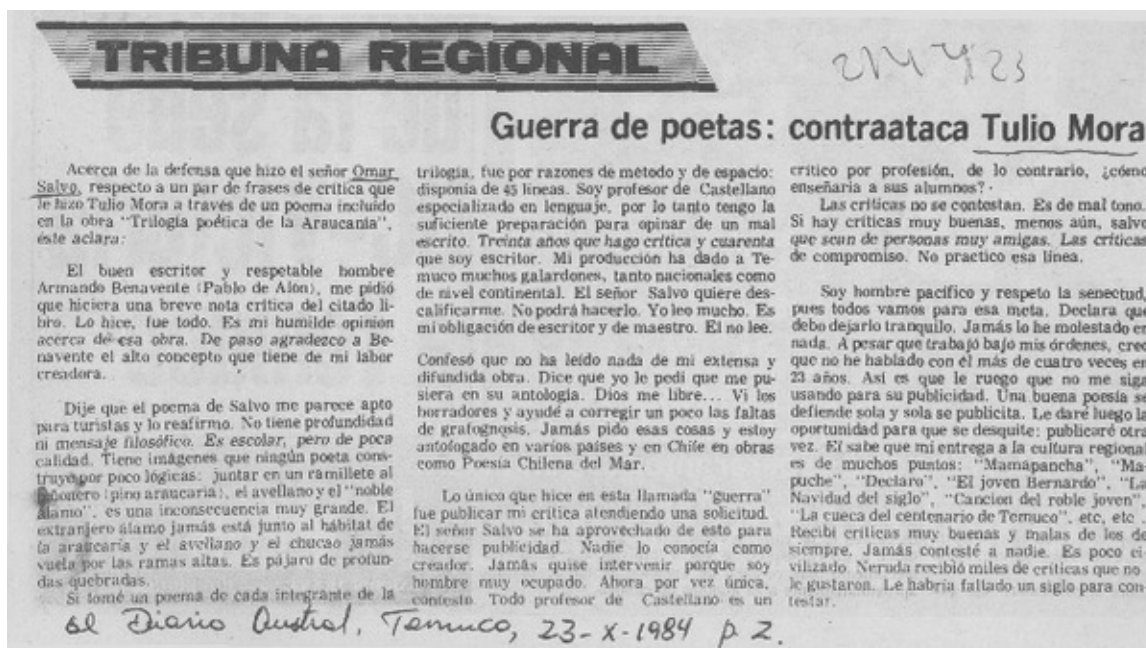 TRIBUNA REGIONAL
214423
Guerra de poetas: contraataca Tulio Mora
Acerca de la defensa que hizo el señor Omar
Salvo, respecto a un par de frases de crítica que
le hizo Tulio Mora a través de un poema incluido
en la obra "Trilogía poética de la Araucanía",
éste aclara:
El buen escritor y respetable hombre
Armando Benavente (Pablo de Alón), me pidió
que hiciera una breve nota crítica del citado li-
bro. Lo hice, fue todo. Es mi humilde opinión
acerca de esa obra. De paso agradezco a Be-
navente el alto concepto que tiene de mi labor
creadora.
Dije que el poema de Salvo me parece apto
para turistas y lo reafirmo. No tiene profundidad
ni mensaje filosófico. Es escolar, pero de poca
calidad. Tiene imágenes que ningún poeta cons-
truye por poco lógicas: juntar en un ramillete al
piñonero (pino araucaria), el avellano y el "noble
álamo", es una inconsecuencia muy grande. El
extranjero álamo jamás está junto al hábitat de
la araucaria y el avellano y el chucao jamás
vuela por las ramas altas. Es pájaro de profun-
das quebradas.
Si tomé un poema de cada integrante de la
trilogía, fue por razones de método y de espacio:
disponía de 45 líneas. Soy profesor de Castellano
especializado en lenguaje, por lo tanto tengo la
suficiente preparación para opinar de un mal
escrito. Treinta años que hago crítica y cuarenta
que soy escritor. Mi producción ha dado a Te-
muco muchos galardones, tanto nacionales como
de nivel continental. El señor Salvo quiere des-
calificarme. No podrá hacerlo. Yo leo mucho. Es
mi obligación de escritor y de maestro. El no lee.
Confesó que no ha leído nada de mi extensa y
difundida obra. Dice que yo le pedí que me pu-
siera en su antología. Dios me libre... Vi los
borradores y ayudé a corregir un poco las faltas
de grafognosis. Jamás pido esas cosas y estoy
antologado en varios países y en Chile en obras
como Poesía Chilena del Mar.
Lo único que hice en esta llamada "guerra"
fue publicar mi crítica atendiendo una solicitud.
El señor Salvo se ha aprovechado de esto para
hacerse publicidad. Nadie lo conocía como
creador. Jamás quise intervenir porque soy
hombre muy ocupado. Ahora por vez única,
contesto. Todo profesor de Castellano es un
crítico por profesión, de lo contrario, ¿cómo
enseñaría a sus alumnos?
Las críticas no se contestan. Es de mal tono.
Si hay críticas muy buenas, menos aún, salvo
que sean de personas muy amigas. Las críticas
de compromiso. No practico esa línea.
Soy hombre pacífico y respeto la senectud,
pues todos vamos para esa meta. Declara que
debo dejarlo tranquilo. Jamás lo he molestado en
nada. A pesar que trabajó bajo mis órdenes, creo
que no he hablado con él más de cuatro veces en
23 años. Así es que le ruego que no me siga
usando para su publicidad. Una buena poesía se
defiende sola y sola se publicita. Le daré luego la
oportunidad para que se desquite: publicaré otra
vez. El sabe que mi entrega a la cultura regional
es de muchos puntos: "Mamapancha", "Ma-
puche", "Declaro", "El joven Bernardo", "La
Navidad del siglo", "Canción del roble joven",
"La cueca del centenario de Temuco", etc, etc.
Recibí críticas muy buenas y malas de los de
siempre. Jamás contesté a nadie. Es poco ci-
vilizado. Neruda recibió miles de críticas que no
le gustaron. Le habría faltado un siglo para con-
testar.
el Diario Austral, Temuco, 23-X-1984 p. 2.